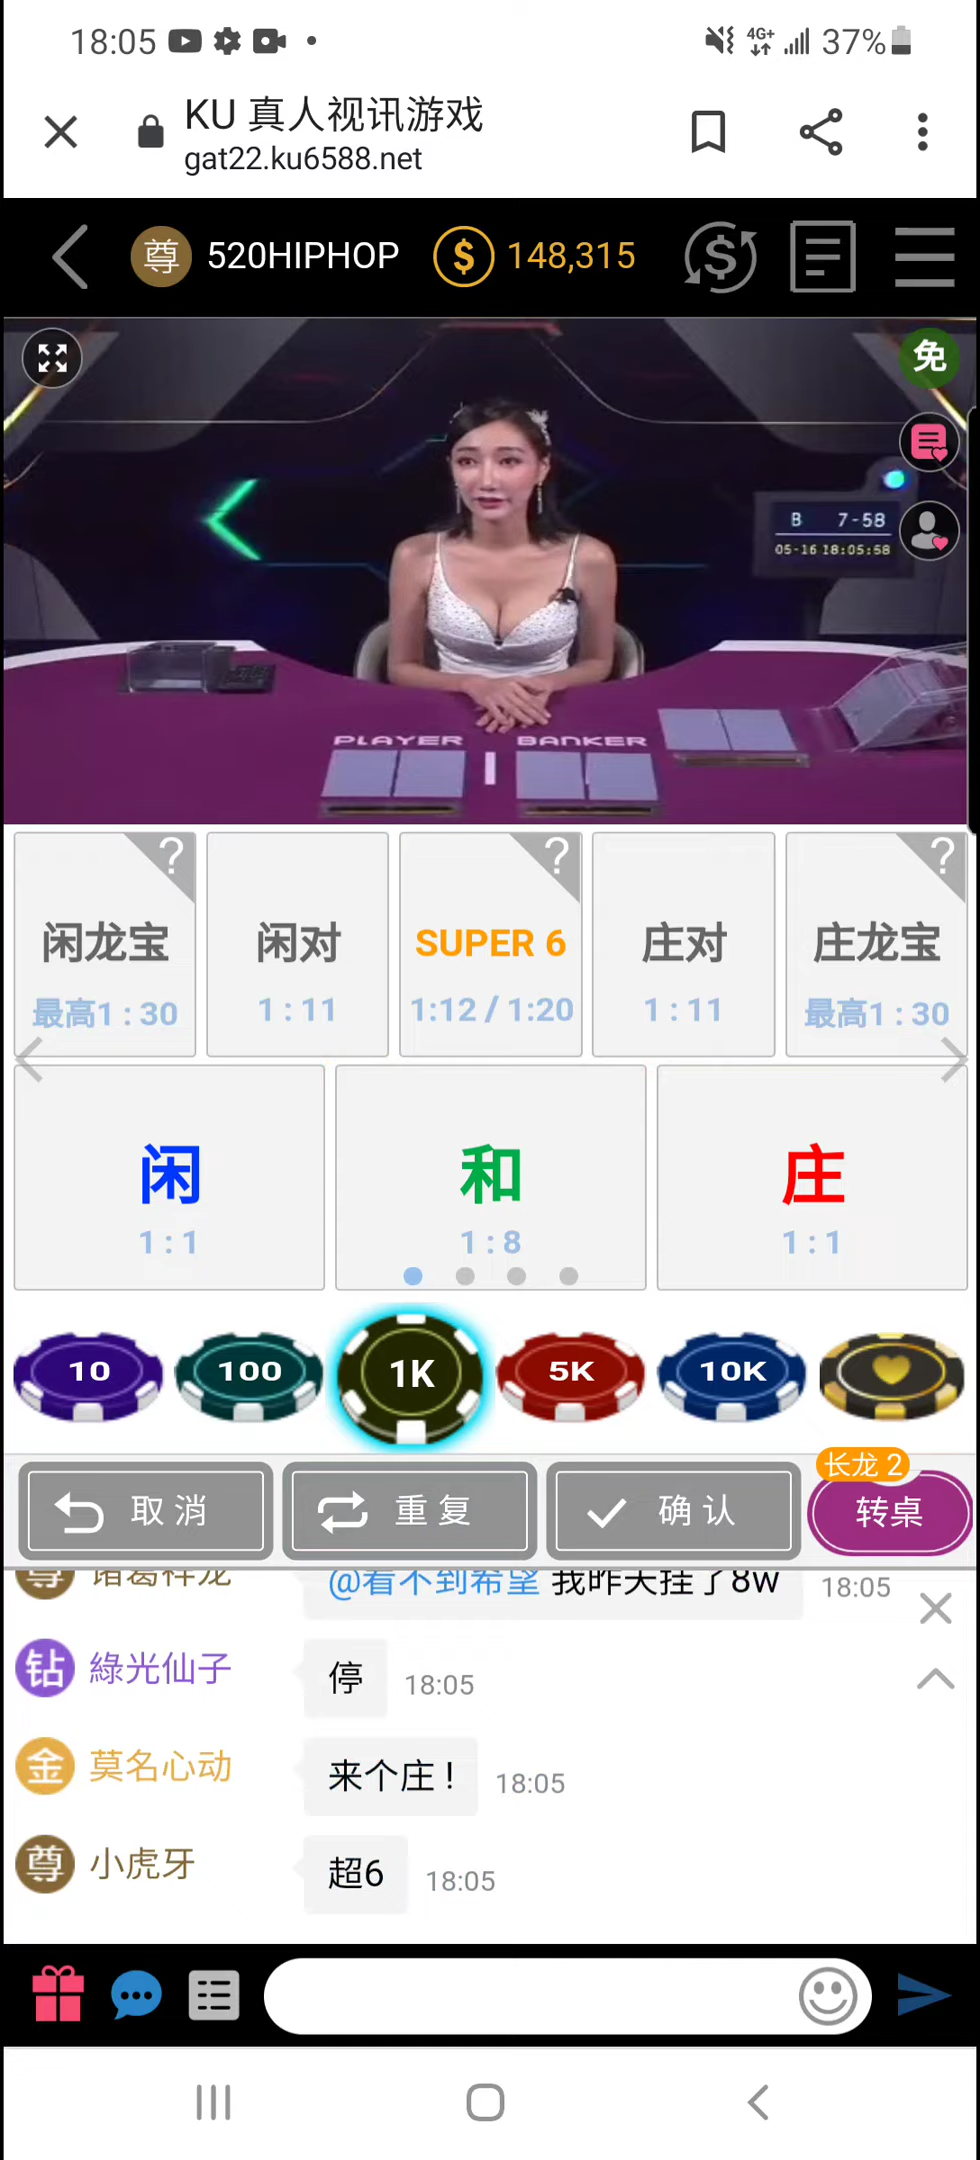 18:05
4G+
37%
KU 真人视讯游戏
gat22.ku6588.net
尊 520HIPHOP $ 148,315
免
B 7-58
05-16 18:05:58
PLAYER BANKER
? ? ?
闲龙宝 闲对 SUPER 6 庄对 庄龙宝
最高1 : 30 1 : 11 1:12 / 1:20 1 : 11 最高1 : 30
闲 和 庄
1 : 1 1 : 8 1 : 1
10 100 1K 5K 10K
长龙 2
取消 重复 确认 转桌
尊 诸葛祥龙 @看不到希望 我昨天挂了8w 18:05
钻 綠光仙子 停 18:05
金 莫名心动 来个庄！ 18:05
尊 小虎牙 超6 18:05